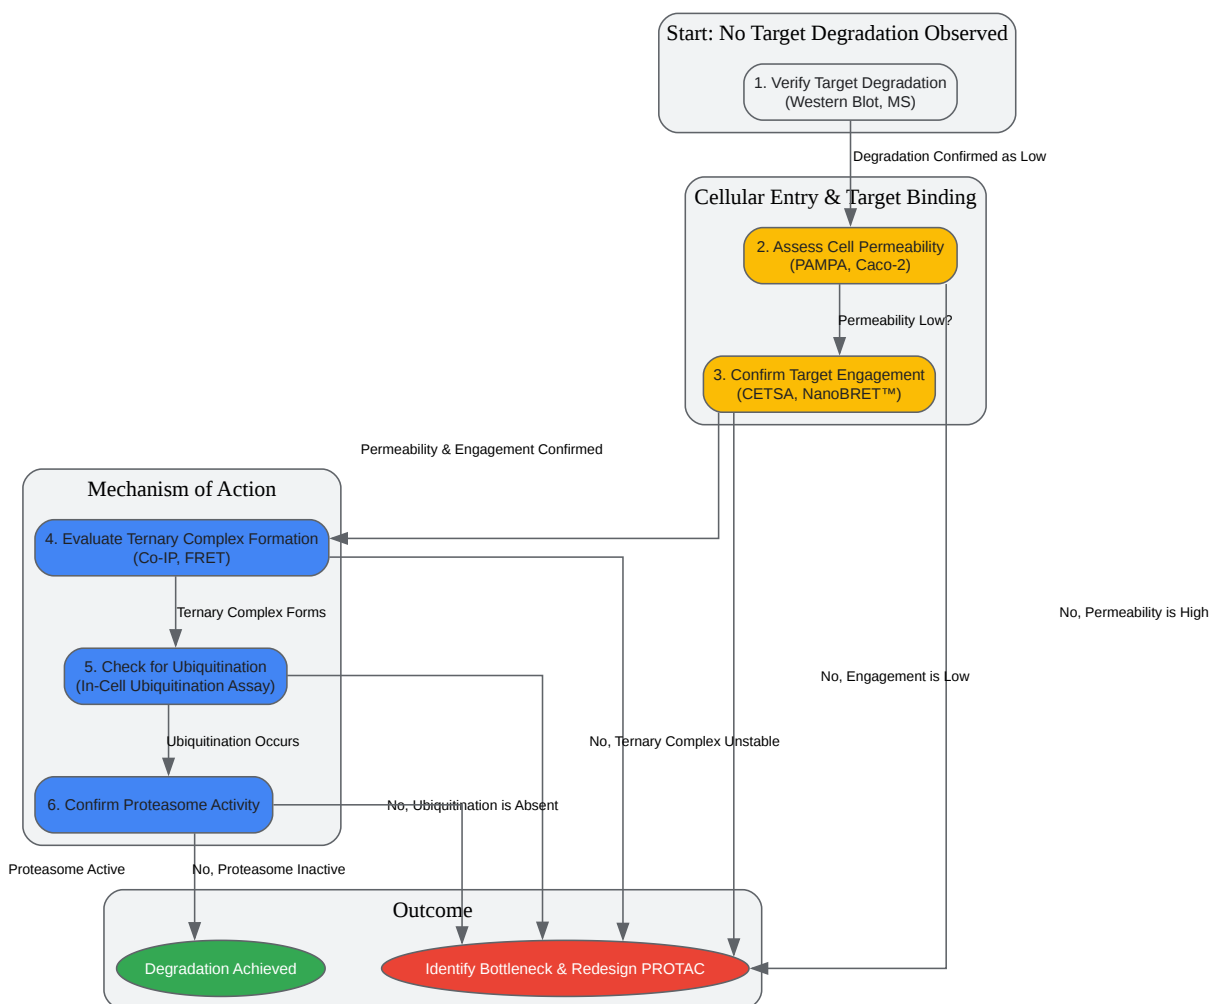 Start: No Target Degradation Observed
1. Verify Target Degradation
(Western Blot, MS)
Degradation Confirmed as Low
Cellular Entry & Target Binding
2. Assess Cell Permeability
(PAMPA, Caco-2)
Permeability Low?
3. Confirm Target Engagement
(CETSA, NanoBRET™)
Permeability & Engagement Confirmed
Mechanism of Action
4. Evaluate Ternary Complex Formation
(Co-IP, FRET)
Ternary Complex Forms
No, Permeability is High
5. Check for Ubiquitination
(In-Cell Ubiquitination Assay)
No, Engagement is Low
Ubiquitination Occurs
No, Ternary Complex Unstable
6. Confirm Proteasome Activity
No, Ubiquitination is Absent
Proteasome Active
No, Proteasome Inactive
Outcome
Degradation Achieved
Identify Bottleneck & Redesign PROTAC